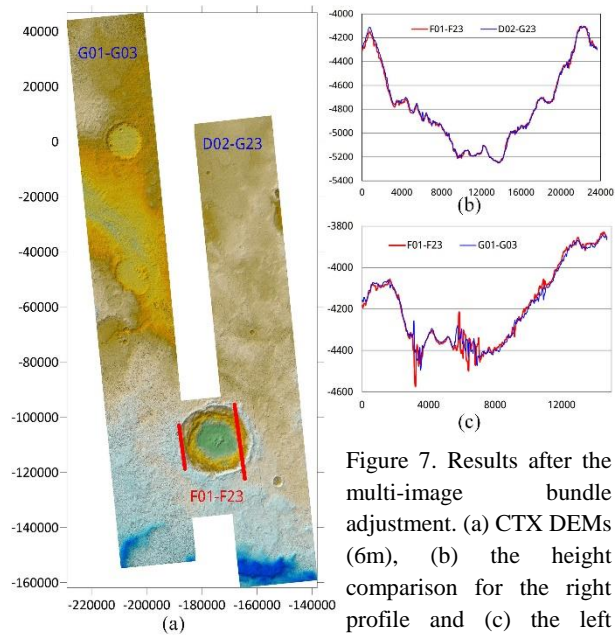 40000
20000
0
-20000
-40000
-60000
-80000
-100000
-120000
-140000
-160000
G01-G03
D02-G23
F01-F23
-220000 -200000 -180000 -160000 -140000
(a)
-4000
-4200
-4400
-4600
-4800
-5000
-5200
-5400
F01-F23 D02-G23
0 4000 8000 12000 16000 20000 24000
(b)
-3800
-4000
-4200
-4400
-4600
F01-F23 G01-G03
0 4000 8000 12000
(c)
Figure 7. Results after the
multi-image bundle
adjustment. (a) CTX DEMs
(6m), (b) the height
comparison for the right
profile and (c) the left